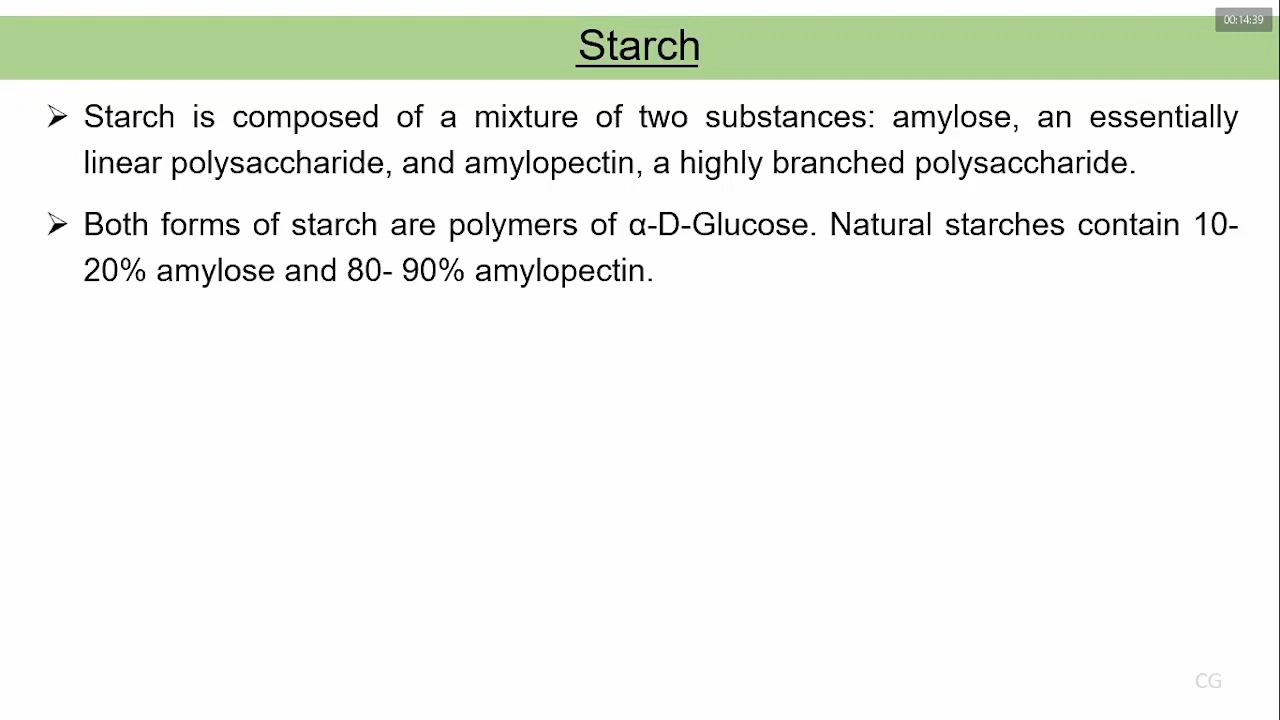 00:14:39
Starch
➢ Starch is composed of a mixture of two substances: amylose, an essentially
linear polysaccharide, and amylopectin, a highly branched polysaccharide.
➢ Both forms of starch are polymers of α-D-Glucose. Natural starches contain 10-
20% amylose and 80- 90% amylopectin.
CG